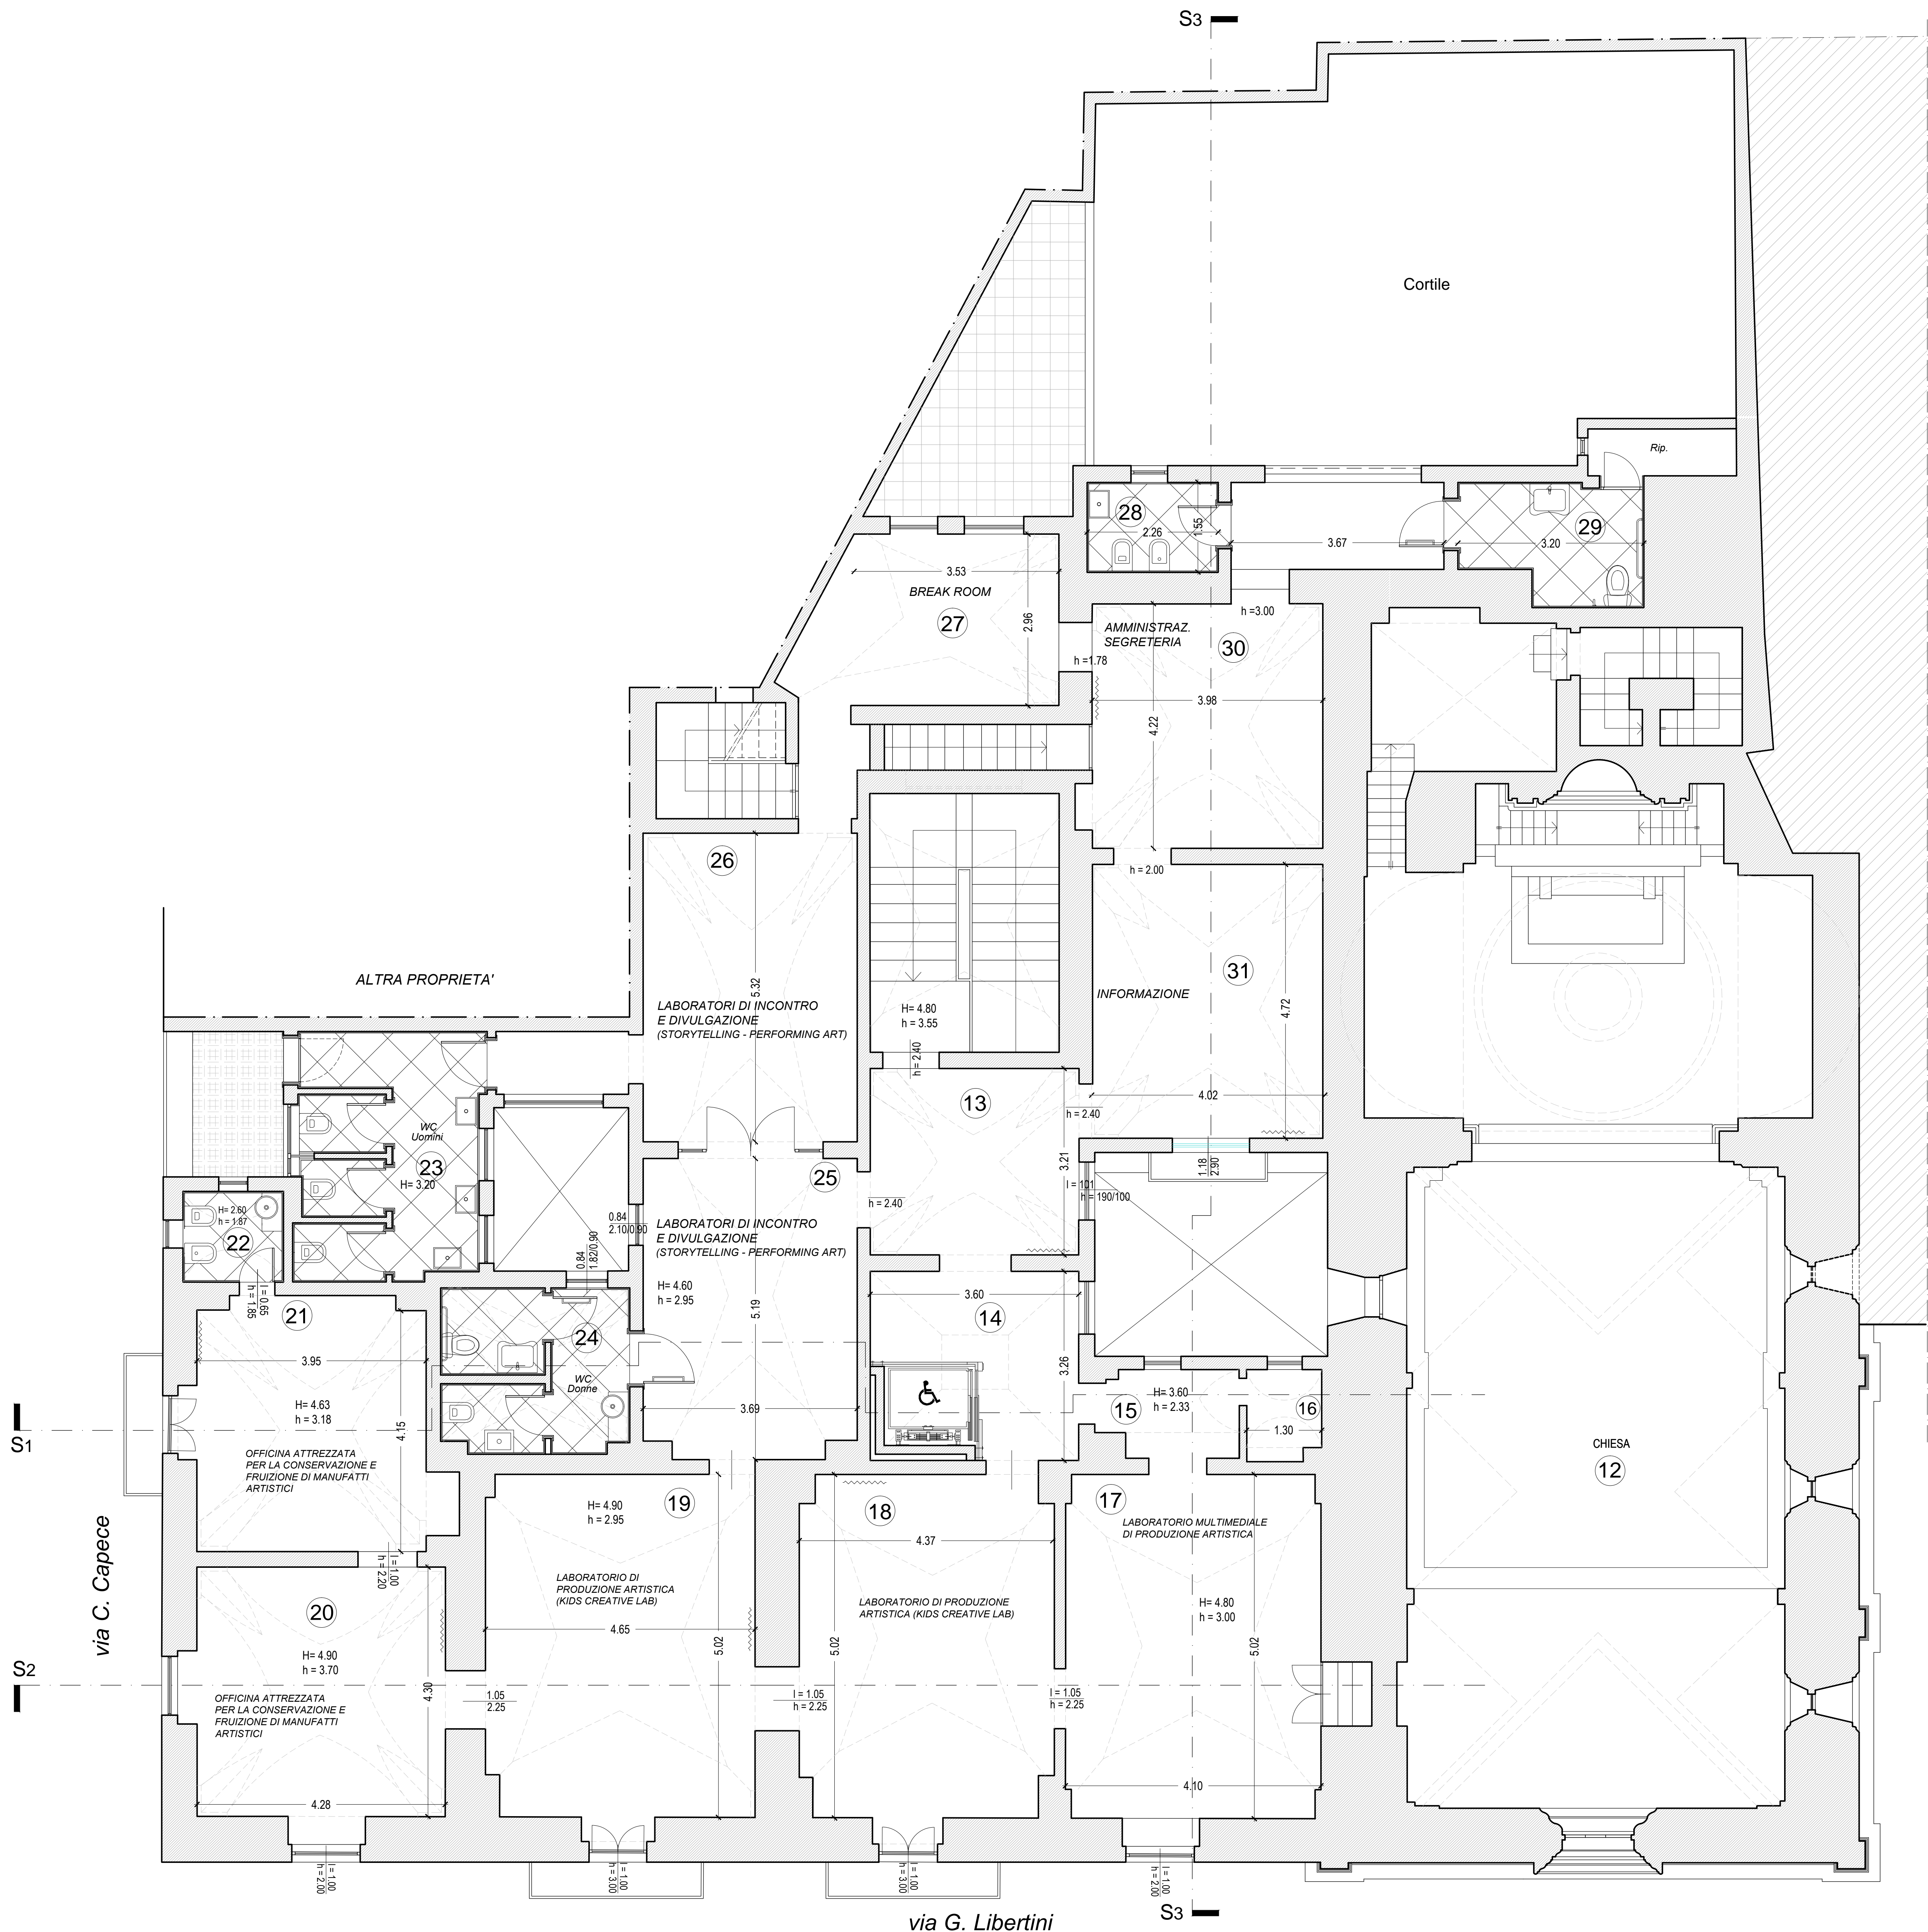 S3
Cortile
Rip.
28
2.26
1.55
3.67
29
3.20
3.53
BREAK ROOM
27
2.96
AMMINISTRAZ.
SEGRETERIA
h =3.00
30
h =1.78
3.98
4.22
26
h = 2.00
31
INFORMAZIONE
4.72
4.02
ALTRA PROPRIETA'
5.32
LABORATORI DI INCONTRO
E DIVULGAZIONE
(STORYTELLING - PERFORMING ART)
H= 4.80
h = 3.55
h = 2.40
13
h = 2.40
3.21
1.18
2.90
l = 101
h = 190/100
WC
Uomini
23
H= 3.20
25
h = 2.40
H= 2.60
h = 1.87
22
l = 0.65
h = 1.85
0.84
2.10/0.90
0.84
1.82/0.90
LABORATORI DI INCONTRO
E DIVULGAZIONE
(STORYTELLING - PERFORMING ART)
H= 4.60
h = 2.95
5.19
3.69
21
3.95
H= 4.63
h = 3.18
4.15
OFFICINA ATTREZZATA
PER LA CONSERVAZIONE E
FRUIZIONE DI MANUFATTI
ARTISTICI
24
WC
Donne
3.60
14
3.26
15
H= 3.60
h = 2.33
16
1.30
CHIESA
12
S1
via C. Capece
S2
l = 1.00
h = 2.20
20
H= 4.90
h = 3.70
4.30
OFFICINA ATTREZZATA
PER LA CONSERVAZIONE E
FRUIZIONE DI MANUFATTI
ARTISTICI
4.28
19
H= 4.90
h = 2.95
LABORATORIO DI
PRODUZIONE ARTISTICA
(KIDS CREATIVE LAB)
4.65
5.02
1.05
2.25
18
4.37
LABORATORIO DI PRODUZIONE
ARTISTICA (KIDS CREATIVE LAB)
5.02
l = 1.05
h = 2.25
17
LABORATORIO MULTIMEDIALE
DI PRODUZIONE ARTISTICA
H= 4.80
h = 3.00
5.02
l = 1.05
h = 2.25
4.10
l = 1.00
h = 2.00
l = 1.00
h = 3.00
l = 1.00
h = 3.00
l = 1.00
h = 2.00
S3
via G. Libertini